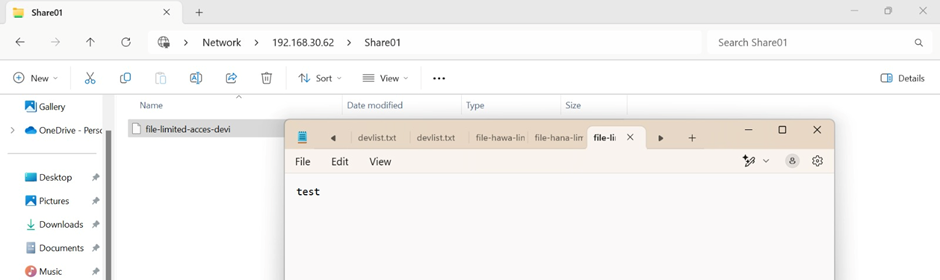 Share01
Network > 192.168.30.62 > Share01
Search Share01
New
Sort
View
Details
Name
Date modified
Type
Size
Gallery
OneDrive - Persc
file-limited-acces-devi
Desktop
Pictures
Downloads
Documents
Music
devlist.txt
devlist.txt
file-hawa-lin
file-hana-lim
file-li
File
Edit
View
test